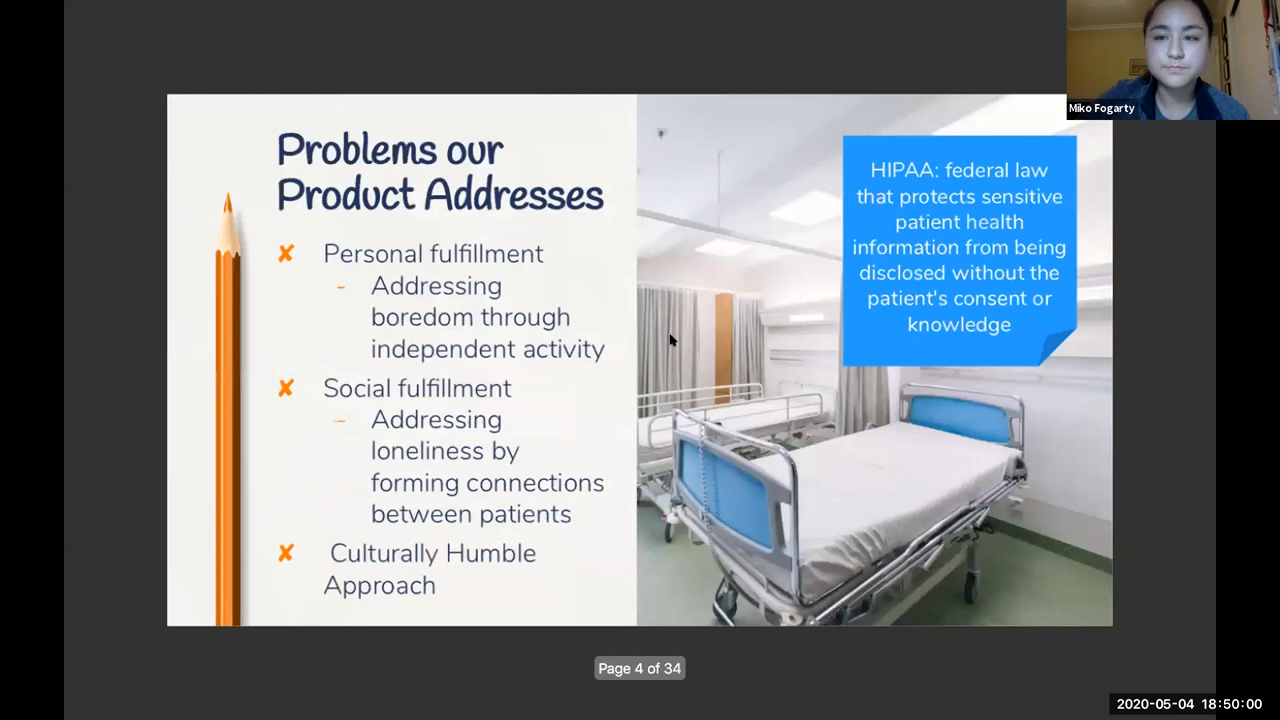 Problems our
Product Addresses
✘ Personal fulfillment
- Addressing
boredom through
independent activity
✘ Social fulfillment
- Addressing
loneliness by
forming connections
between patients
✘ Culturally Humble
Approach
HIPAA: federal law
that protects sensitive
patient health
information from being
disclosed without the
patient's consent or
knowledge
Miko Fogarty
Page 4 of 34
2020-05-04 18:50:00